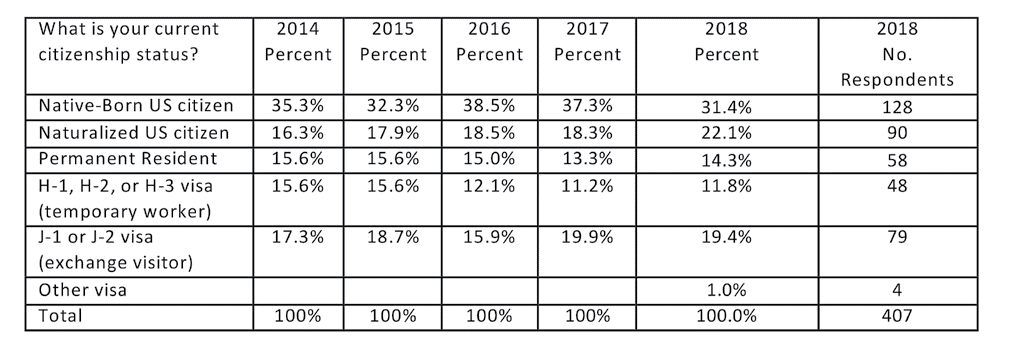 What is your current citizenship status? 2014 Percent 2015 Percent 2016 Percent 2017 Percent 2018 Percent 2018 No. Respondents
Native-Born US citizen 35.3% 32.3% 38.5% 37.3% 31.4% 128
Naturalized US citizen 16.3% 17.9% 18.5% 18.3% 22.1% 90
Permanent Resident 15.6% 15.6% 15.0% 13.3% 14.3% 58
H-1, H-2, or H-3 visa (temporary worker) 15.6% 15.6% 12.1% 11.2% 11.8% 48
J-1 or J-2 visa (exchange visitor) 17.3% 18.7% 15.9% 19.9% 19.4% 79
Other visa 1.0% 4
Total 100% 100% 100% 100% 100.0% 407